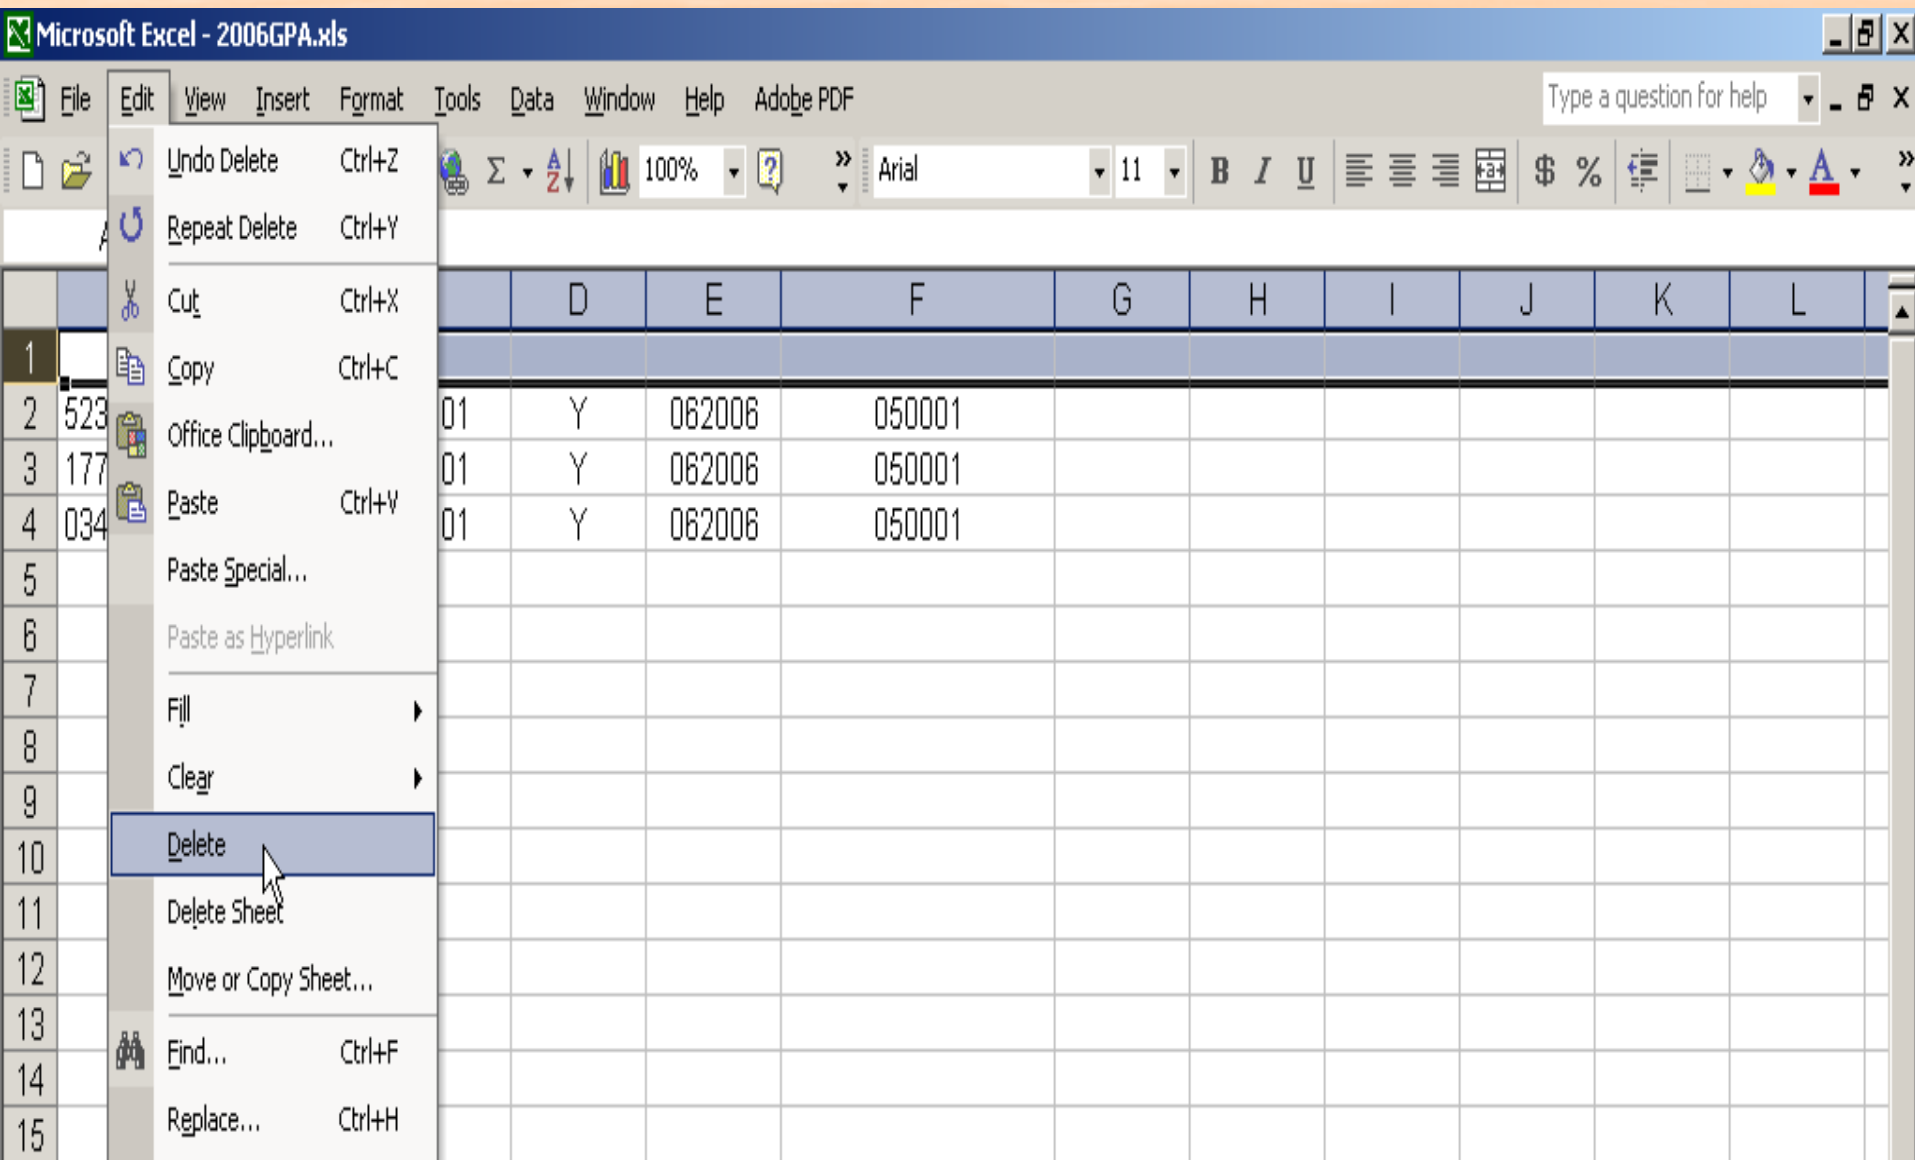 Microsoft Excel - 2006GPA.xls
File Edit View Insert Format Tools Data Window Help Adobe PDF Type a question for help
Σ 100% » Arial 11 B I U $ % A »
Undo Delete Ctrl+Z
Repeat Delete Ctrl+Y
Cut Ctrl+X
Copy Ctrl+C
Office Clipboard...
Paste Ctrl+V
Paste Special...
Paste as Hyperlink
Fill
Clear
Delete
Delete Sheet
Move or Copy Sheet...
Find... Ctrl+F
Replace... Ctrl+H
D E F G H I J K L
1
2 523 01 Y 062006 050001
3 177 01 Y 062006 050001
4 034 01 Y 062006 050001
5
6
7
8
9
10
11
12
13
14
15